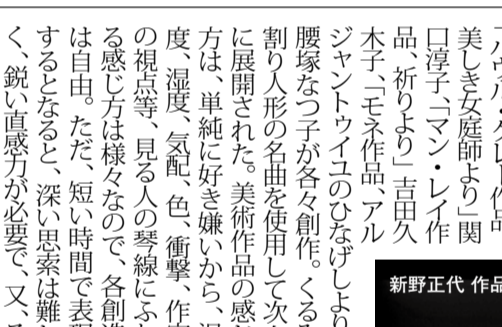 美しき女庭師より」関
口淳子、「マン・レイ作
品、祈りより」吉田久
木子、「モネ作品、アル
ジャントゥイユのひなげしより
腰塚なつ子が各々創作。くるみ
割り人形の名曲を使用して次々
に展開された。美術作品の感じ
方は、単純に好き嫌いから、温
度、湿度、気配、色、衝撃、作家
の視点等、見る人の琴線にふれ
る感じ方は様々なので、各創造
は自由。ただ、短い時間で表現
するとなると、深い思索は難し
く、鋭い直感力が必要で、又、
新野正代 作品